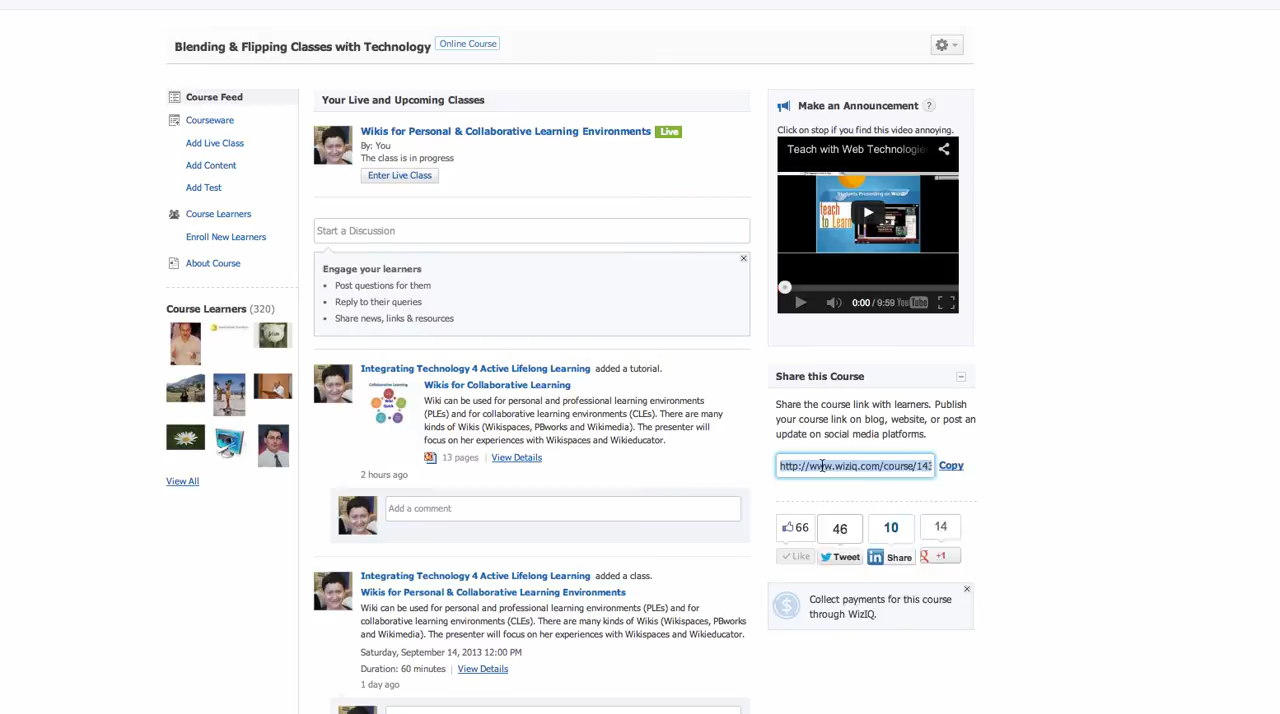 Blending & Flipping Classes with Technology
Online Course
Course Feed
Courseware
Add Live Class
Add Content
Add Test
Course Learners
Enroll New Learners
About Course
Course Learners (320)
View All
Your Live and Upcoming Classes
Wikis for Personal & Collaborative Learning Environments Live
By: You
The class is in progress
Enter Live Class
Start a Discussion
Engage your learners
• Post questions for them
• Reply to their queries
• Share news, links & resources
Integrating Technology 4 Active Lifelong Learning added a tutorial.
Wikis for Collaborative Learning
Wiki can be used for personal and professional learning environments
(PLEs) and for collaborative learning environments (CLEs). There are many
kinds of Wikis (Wikispaces, PBworks and Wikimedia). The presenter will
focus on her experiences with Wikispaces and Wikieducator.
13 pages | View Details
2 hours ago
Add a comment
Integrating Technology 4 Active Lifelong Learning added a class.
Wikis for Personal & Collaborative Learning Environments
Wiki can be used for personal and professional learning environments (PLEs) and for
collaborative learning environments (CLEs). There are many kinds of Wikis (Wikispaces, PBworks
and Wikimedia). The presenter will focus on her experiences with Wikispaces and Wikieducator.
Saturday, September 14, 2013 12:00 PM
Duration: 60 minutes | View Details
1 day ago
Make an Announcement ?
Click on stop if you find this video annoying.
Teach with Web Technologies
teach
to Learn
0:00 / 9:59 YouTube
Share this Course
Share the course link with learners. Publish
your course link on blog, website, or post an
update on social media platforms.
http://www.wiziq.com/course/143 Copy
66 46 10 14
Like Tweet Share +1
Collect payments for this course
through WizIQ.